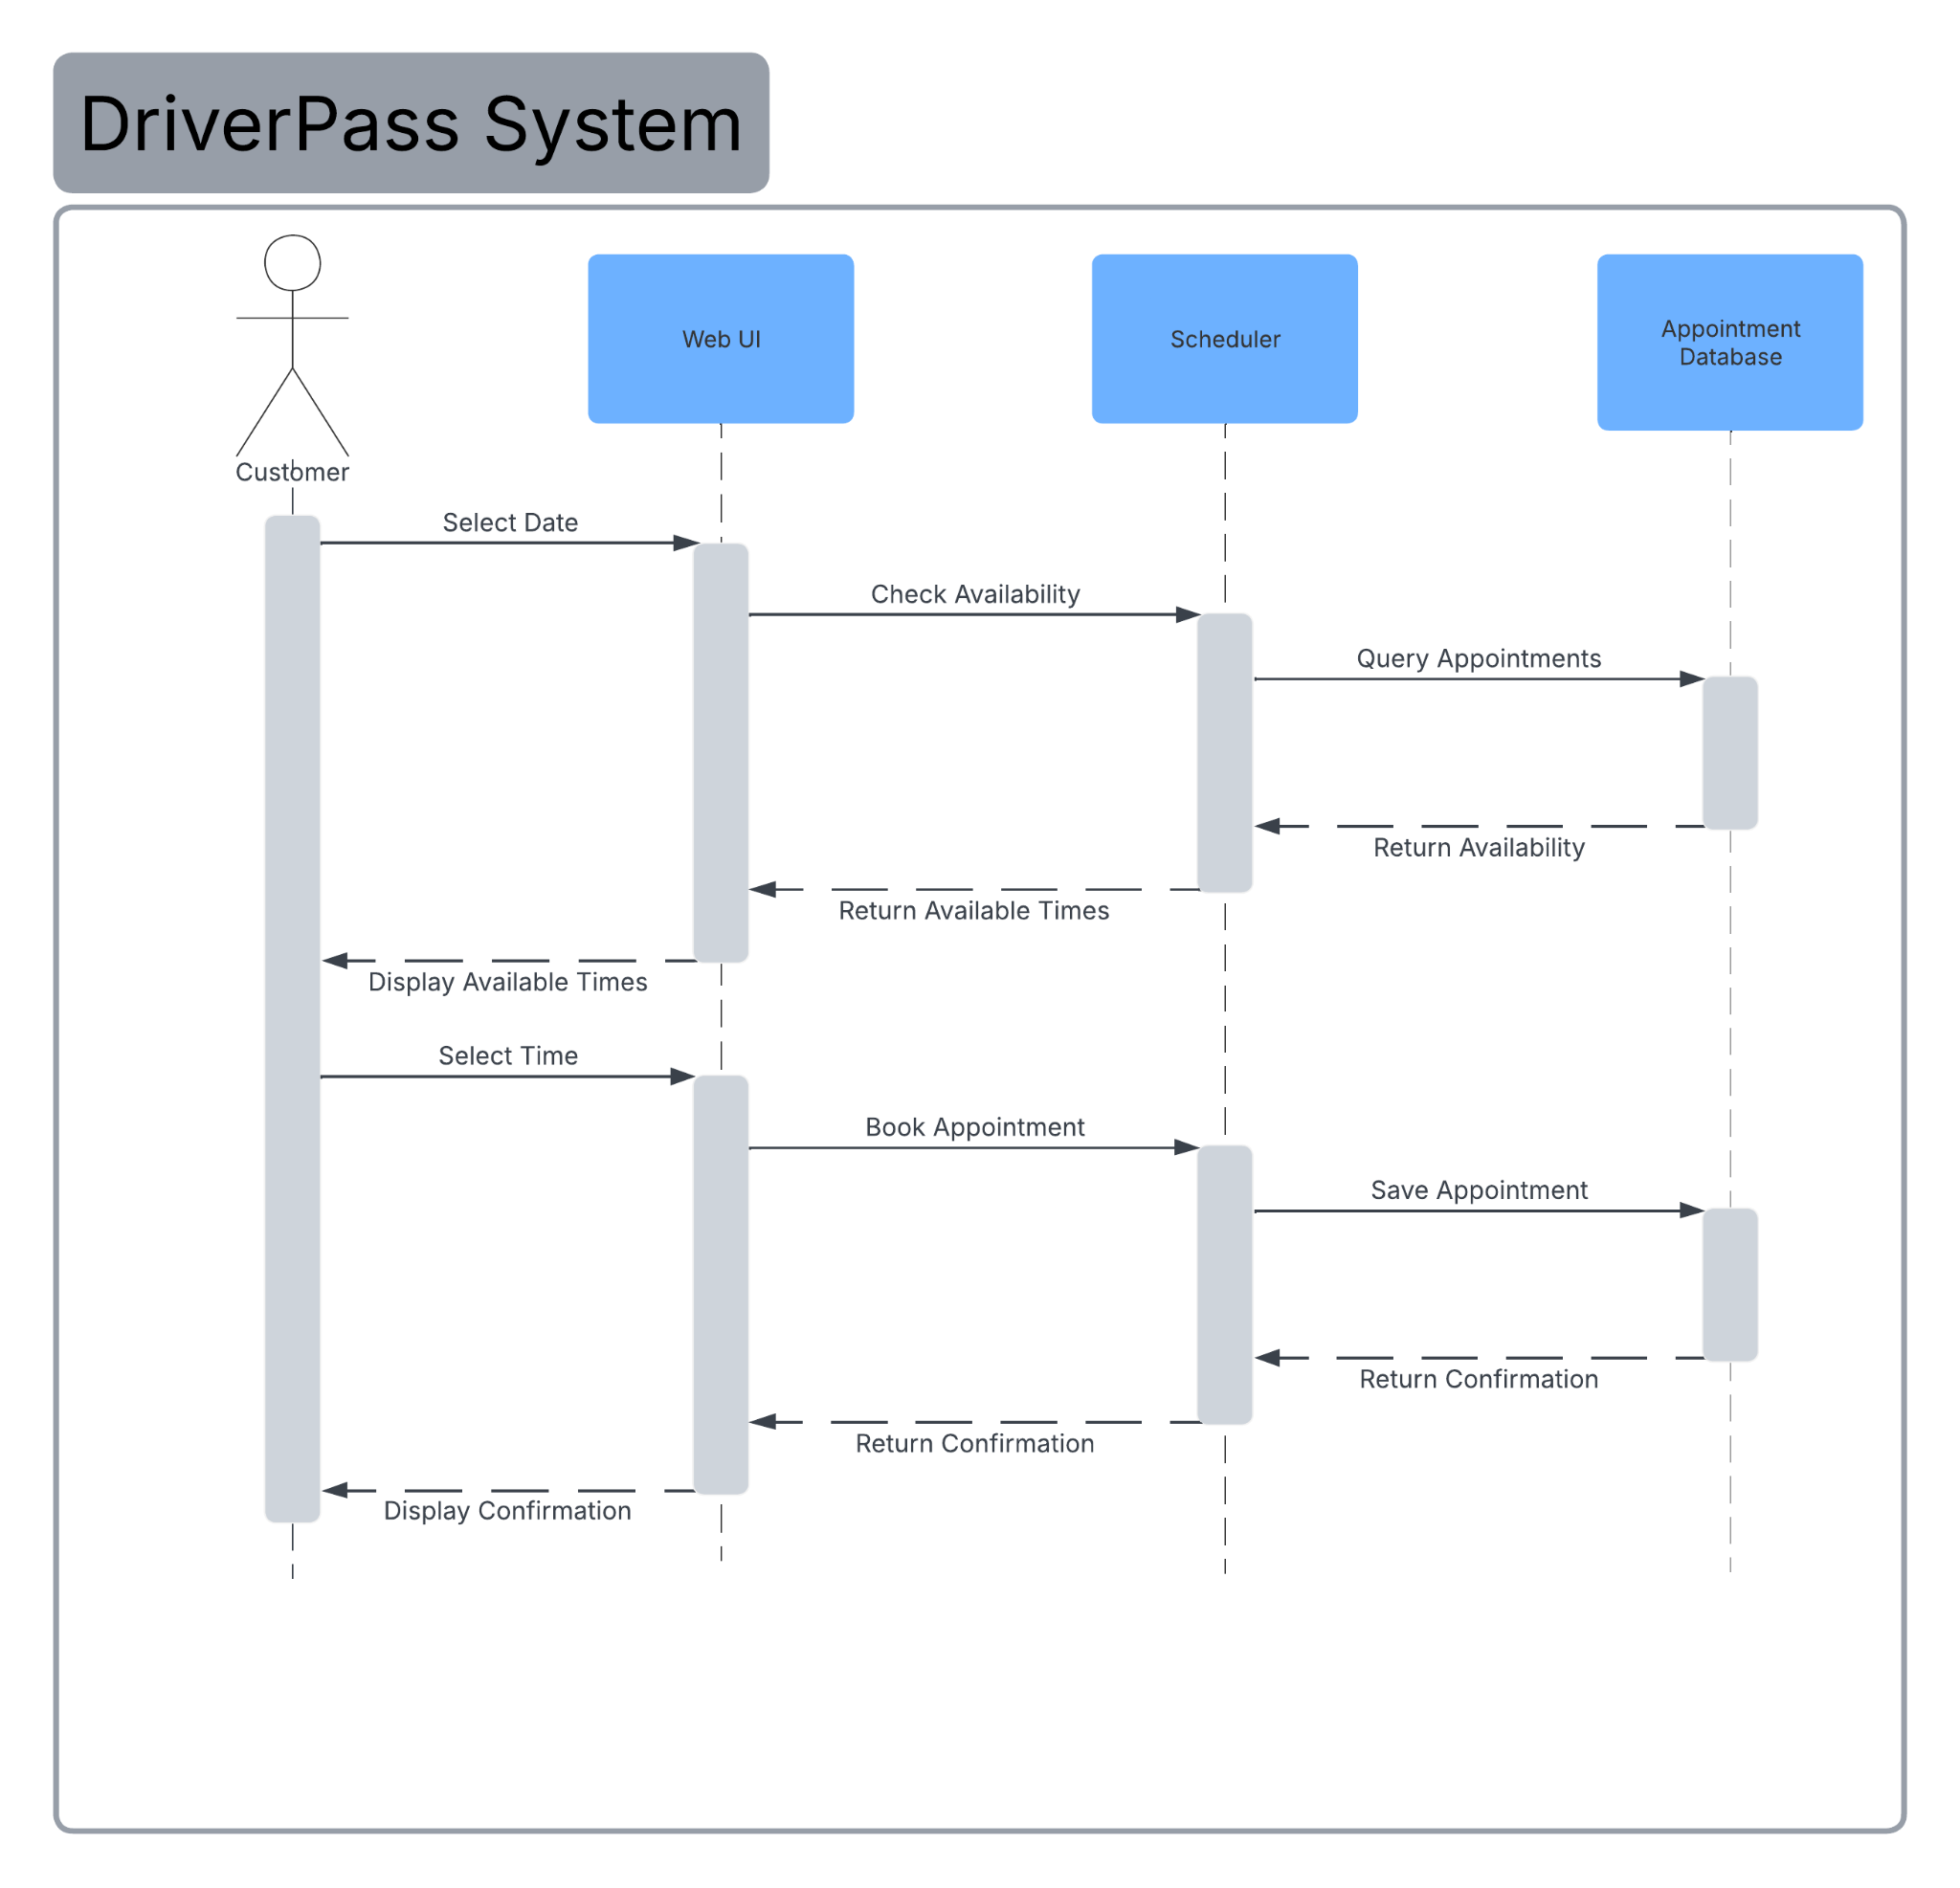 DriverPass System
Web UI
Scheduler
Appointment
Database
Customer
Select Date
Check Availability
Query Appointments
Return Availability
Return Available Times
Display Available Times
Select Time
Book Appointment
Save Appointment
Return Confirmation
Return Confirmation
Display Confirmation